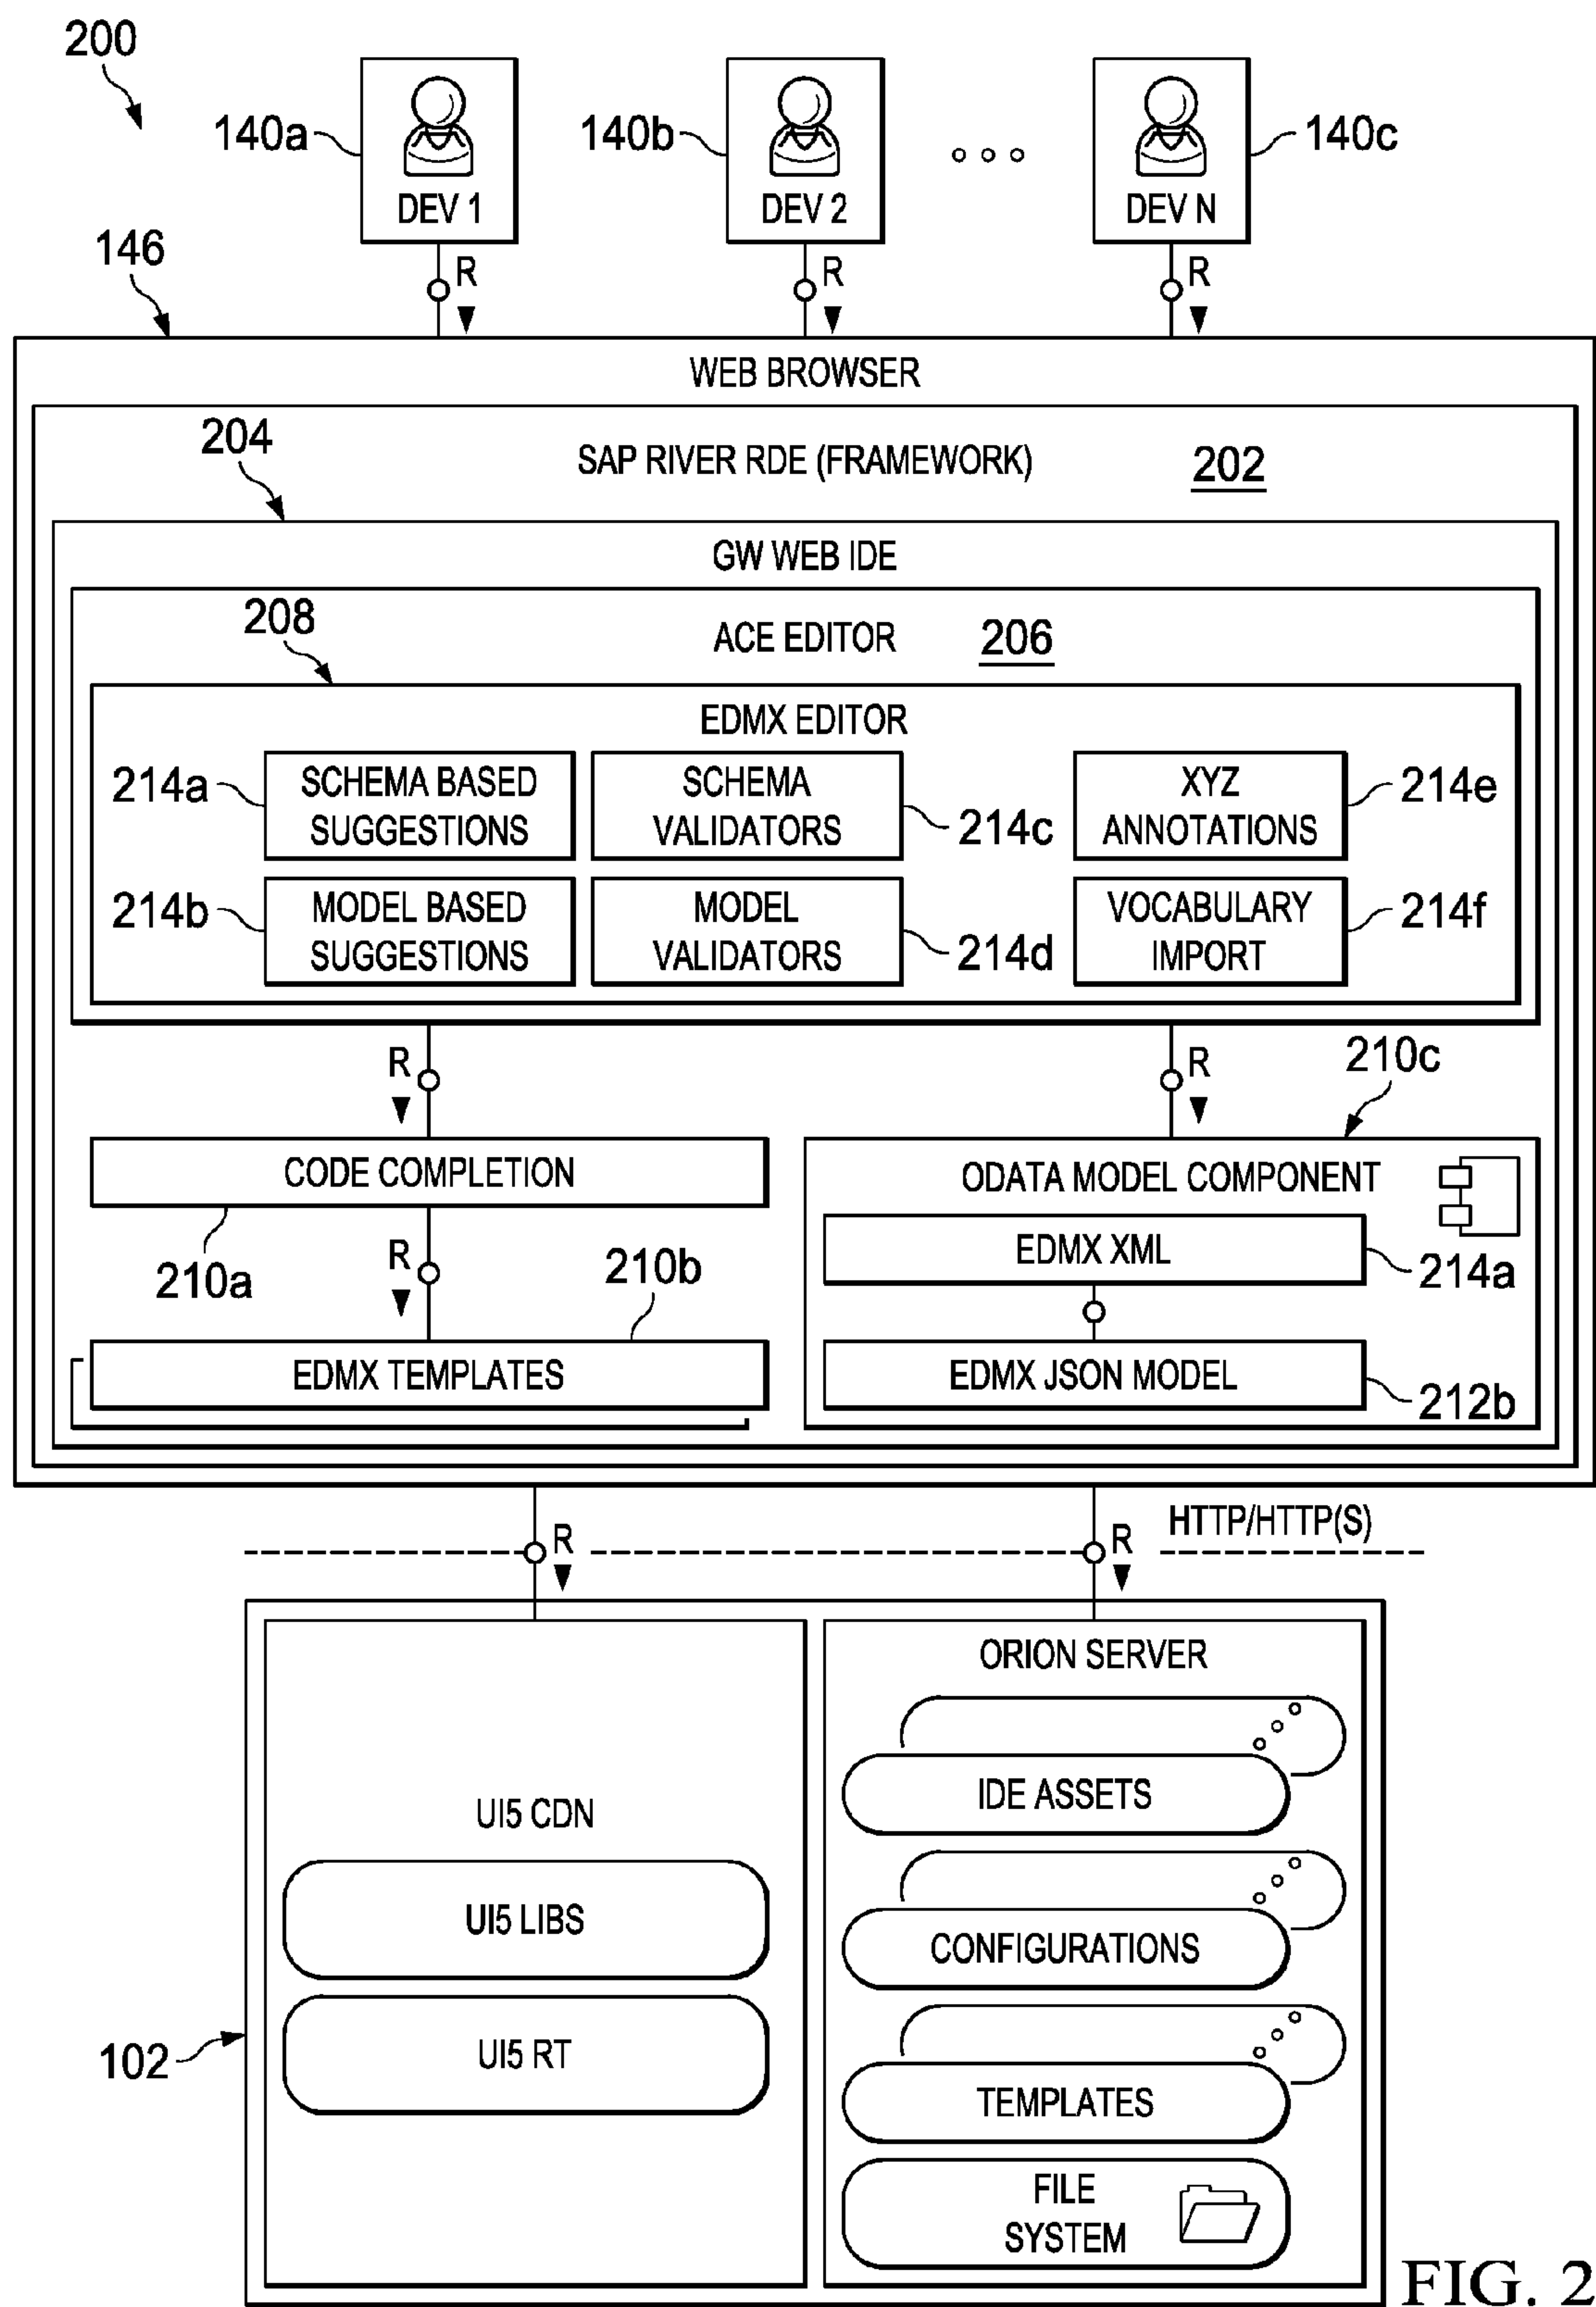 200
140a
140b
140c
DEV 1
DEV 2
DEV N
146
R
R
R
WEB BROWSER
204
SAP RIVER RDE (FRAMEWORK)
202
GW WEB IDE
208
ACE EDITOR
206
EDMX EDITOR
214a
SCHEMA BASED
SUGGESTIONS
SCHEMA
VALIDATORS
214c
XYZ
ANNOTATIONS
214e
214b
MODEL BASED
SUGGESTIONS
MODEL
VALIDATORS
214d
VOCABULARY
IMPORT
214f
R
R
210c
CODE COMPLETION
ODATA MODEL COMPONENT
210a
R
210b
EDMX XML
214a
EDMX TEMPLATES
EDMX JSON MODEL
212b
R
R
HTTP/HTTP(S)
ORION SERVER
IDE ASSETS
UI5 CDN
UI5 LIBS
CONFIGURATIONS
102
UI5 RT
TEMPLATES
FILE
SYSTEM
FIG. 2